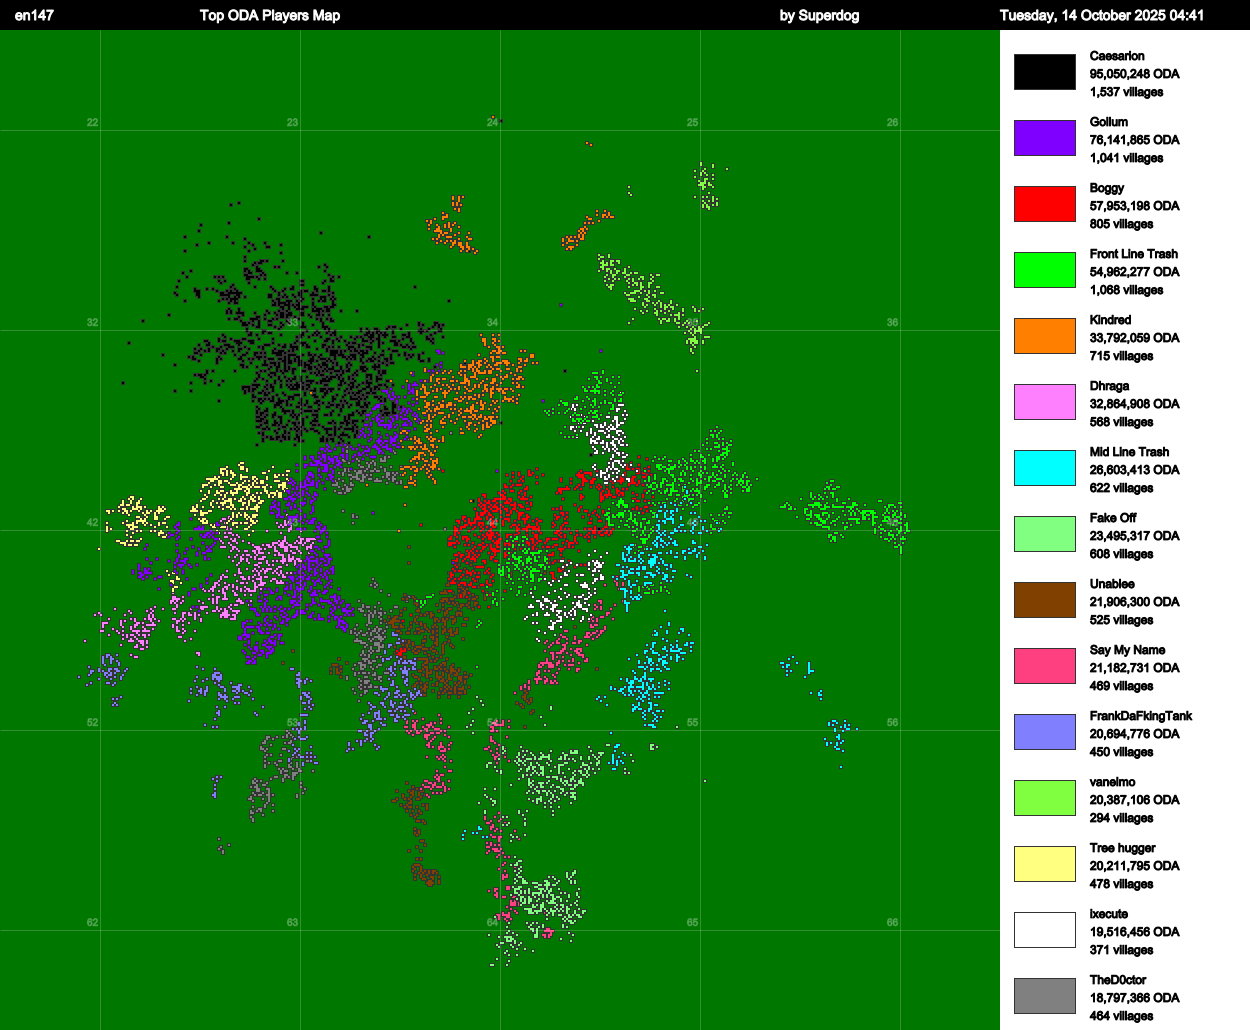 en147 Top ODA Players Map by Superdog Tuesday, 14 October 2025 04:41
Caesarion
95,050,248 ODA
1,537 villages
Gollum
76,141,865 ODA
1,041 villages
Boggy
57,953,198 ODA
805 villages
Front Line Trash
54,962,277 ODA
1,068 villages
Kindred
33,792,059 ODA
715 villages
Dhraga
32,864,908 ODA
568 villages
Mid Line Trash
26,603,413 ODA
622 villages
Fake Off
23,495,317 ODA
608 villages
Unablee
21,906,300 ODA
525 villages
Say My Name
21,182,731 ODA
469 villages
FrankDaFkingTank
20,694,776 ODA
450 villages
vanelmo
20,387,106 ODA
294 villages
Tree hugger
20,211,795 ODA
478 villages
ixecute
19,516,456 ODA
371 villages
TheD0ctor
18,797,366 ODA
464 villages
22 23 24 25 26
32 33 34 35 36
42 43 44 45 46
52 53 54 55 56
62 63 64 65 66